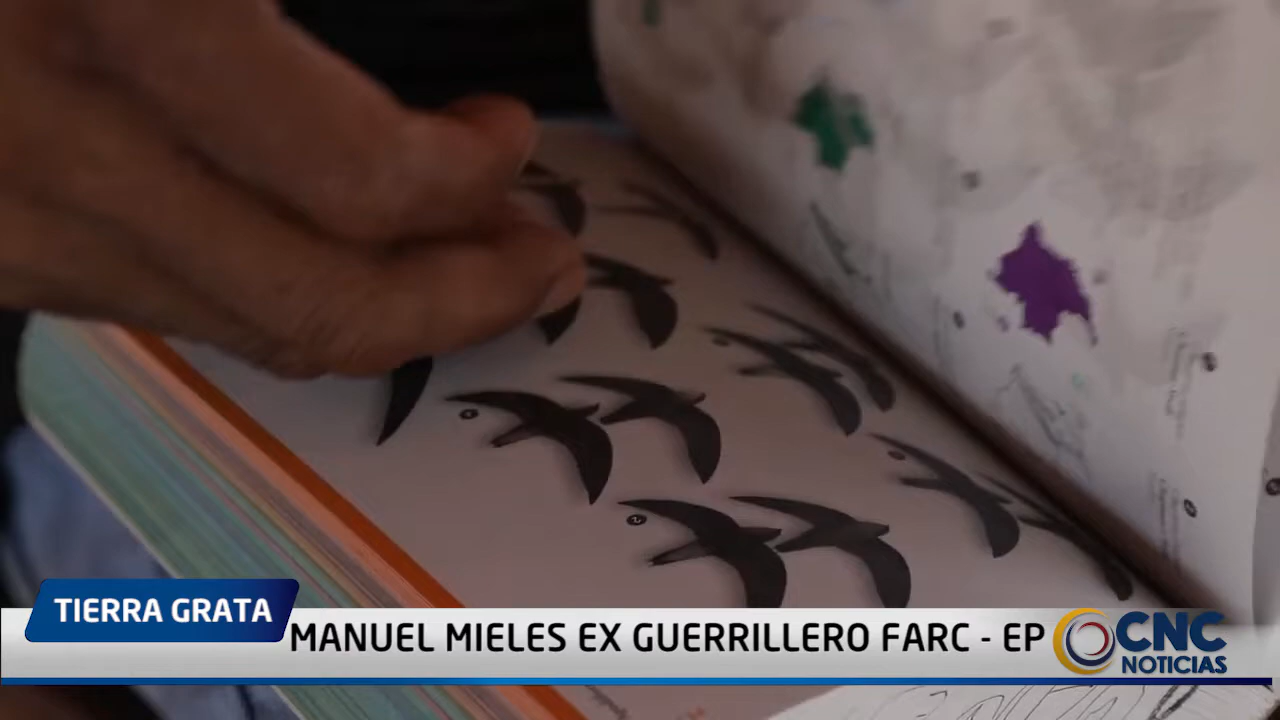 TIERRA GRATA
MANUEL MIELES EX GUERRILLERO FARC - EP
CNC
NOTICIAS